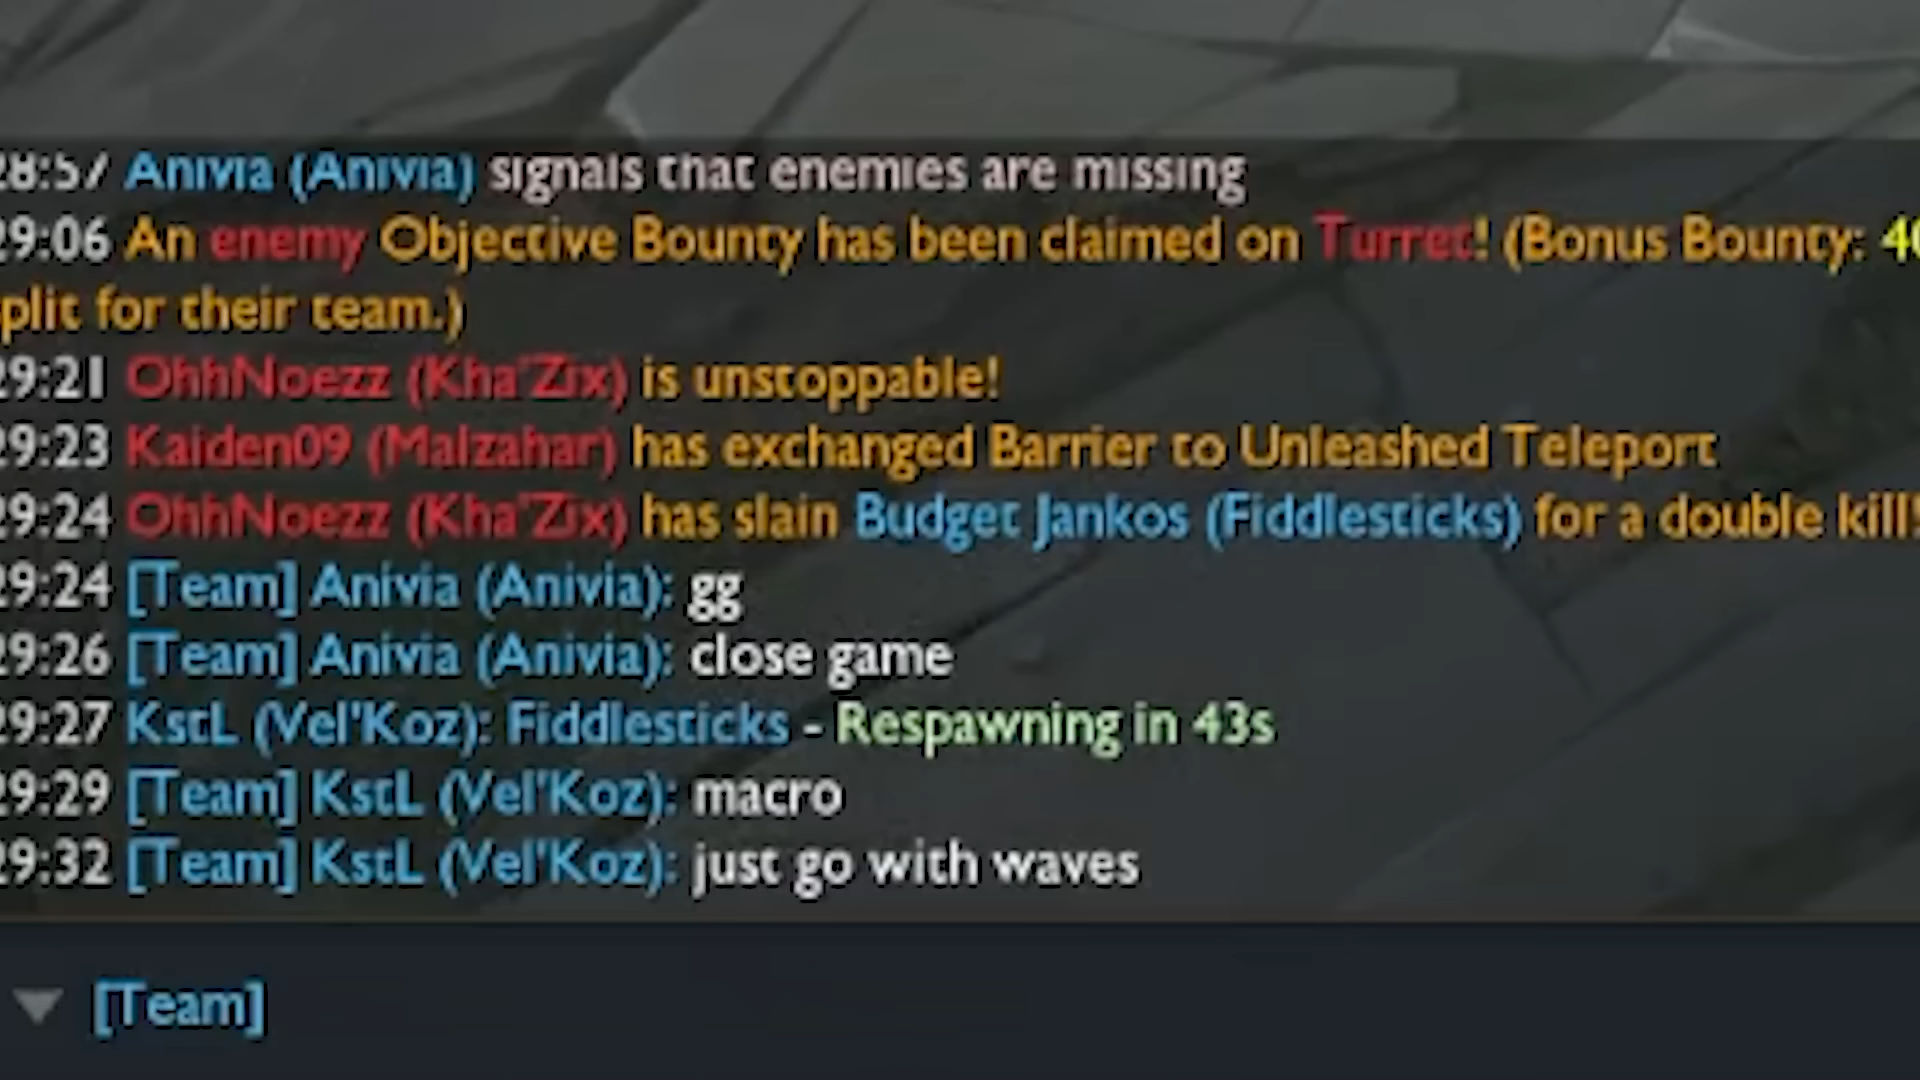 28:57 Anivia (Anivia) signals that enemies are missing
29:06 An enemy Objective Bounty has been claimed on Turret! (Bonus Bounty: 40
plit for their team.)
29:21 OhhNoezz (Kha'Zix) is unstoppable!
29:23 Kaiden09 (Malzahar) has exchanged Barrier to Unleashed Teleport
29:24 OhhNoezz (Kha'Zix) has slain Budget Jankos (Fiddlesticks) for a double kill!
29:24 [Team] Anivia (Anivia): gg
29:26 [Team] Anivia (Anivia): close game
29:27 KstL (Vel'Koz): Fiddlesticks - Respawning in 43s
29:29 [Team] KstL (Vel'Koz): macro
29:32 [Team] KstL (Vel'Koz): just go with waves
[Team]